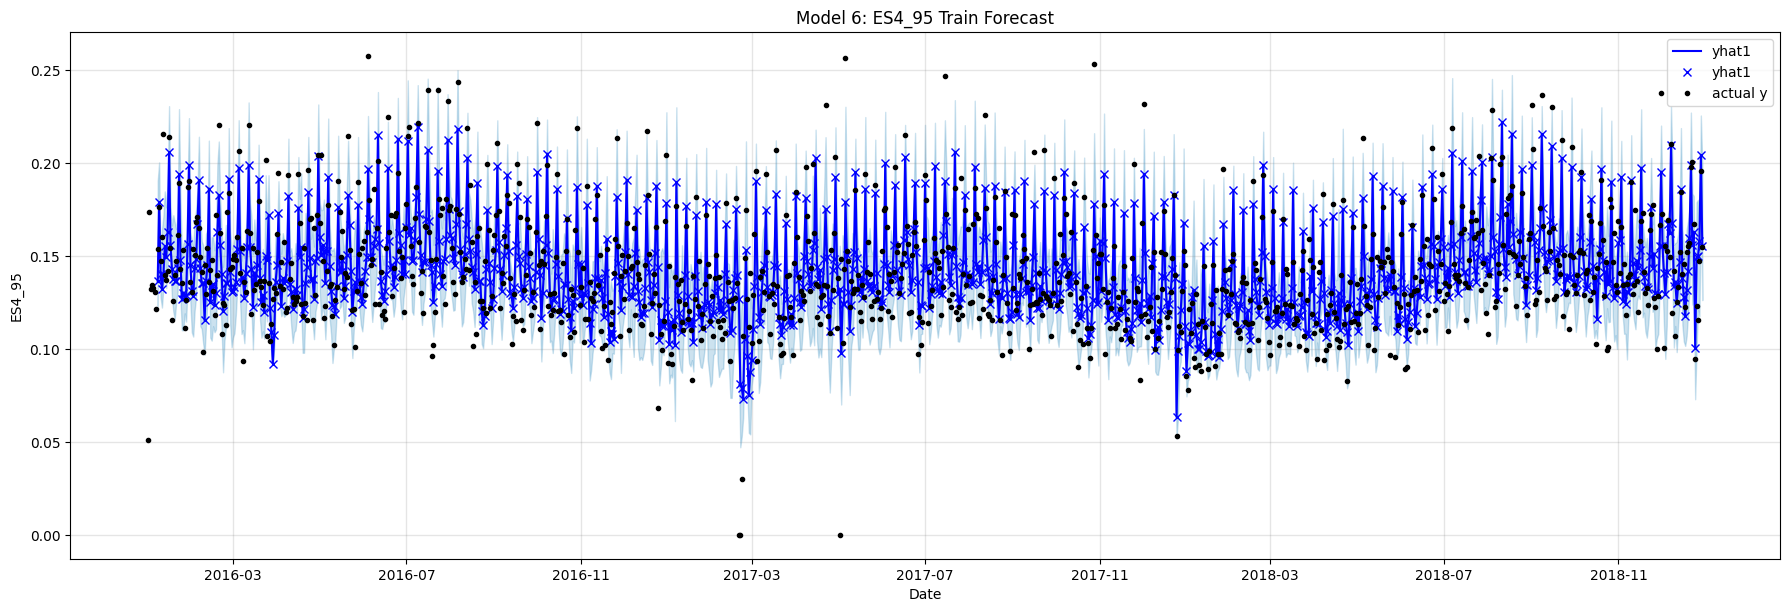 Model 6: ES4_95 Train Forecast
yhat1
yhat1
actual y
ES4_95
0.25
0.20
0.15
0.10
0.05
0.00
2016-03
2016-07
2016-11
2017-03
2017-07
2017-11
2018-03
2018-07
2018-11
Date